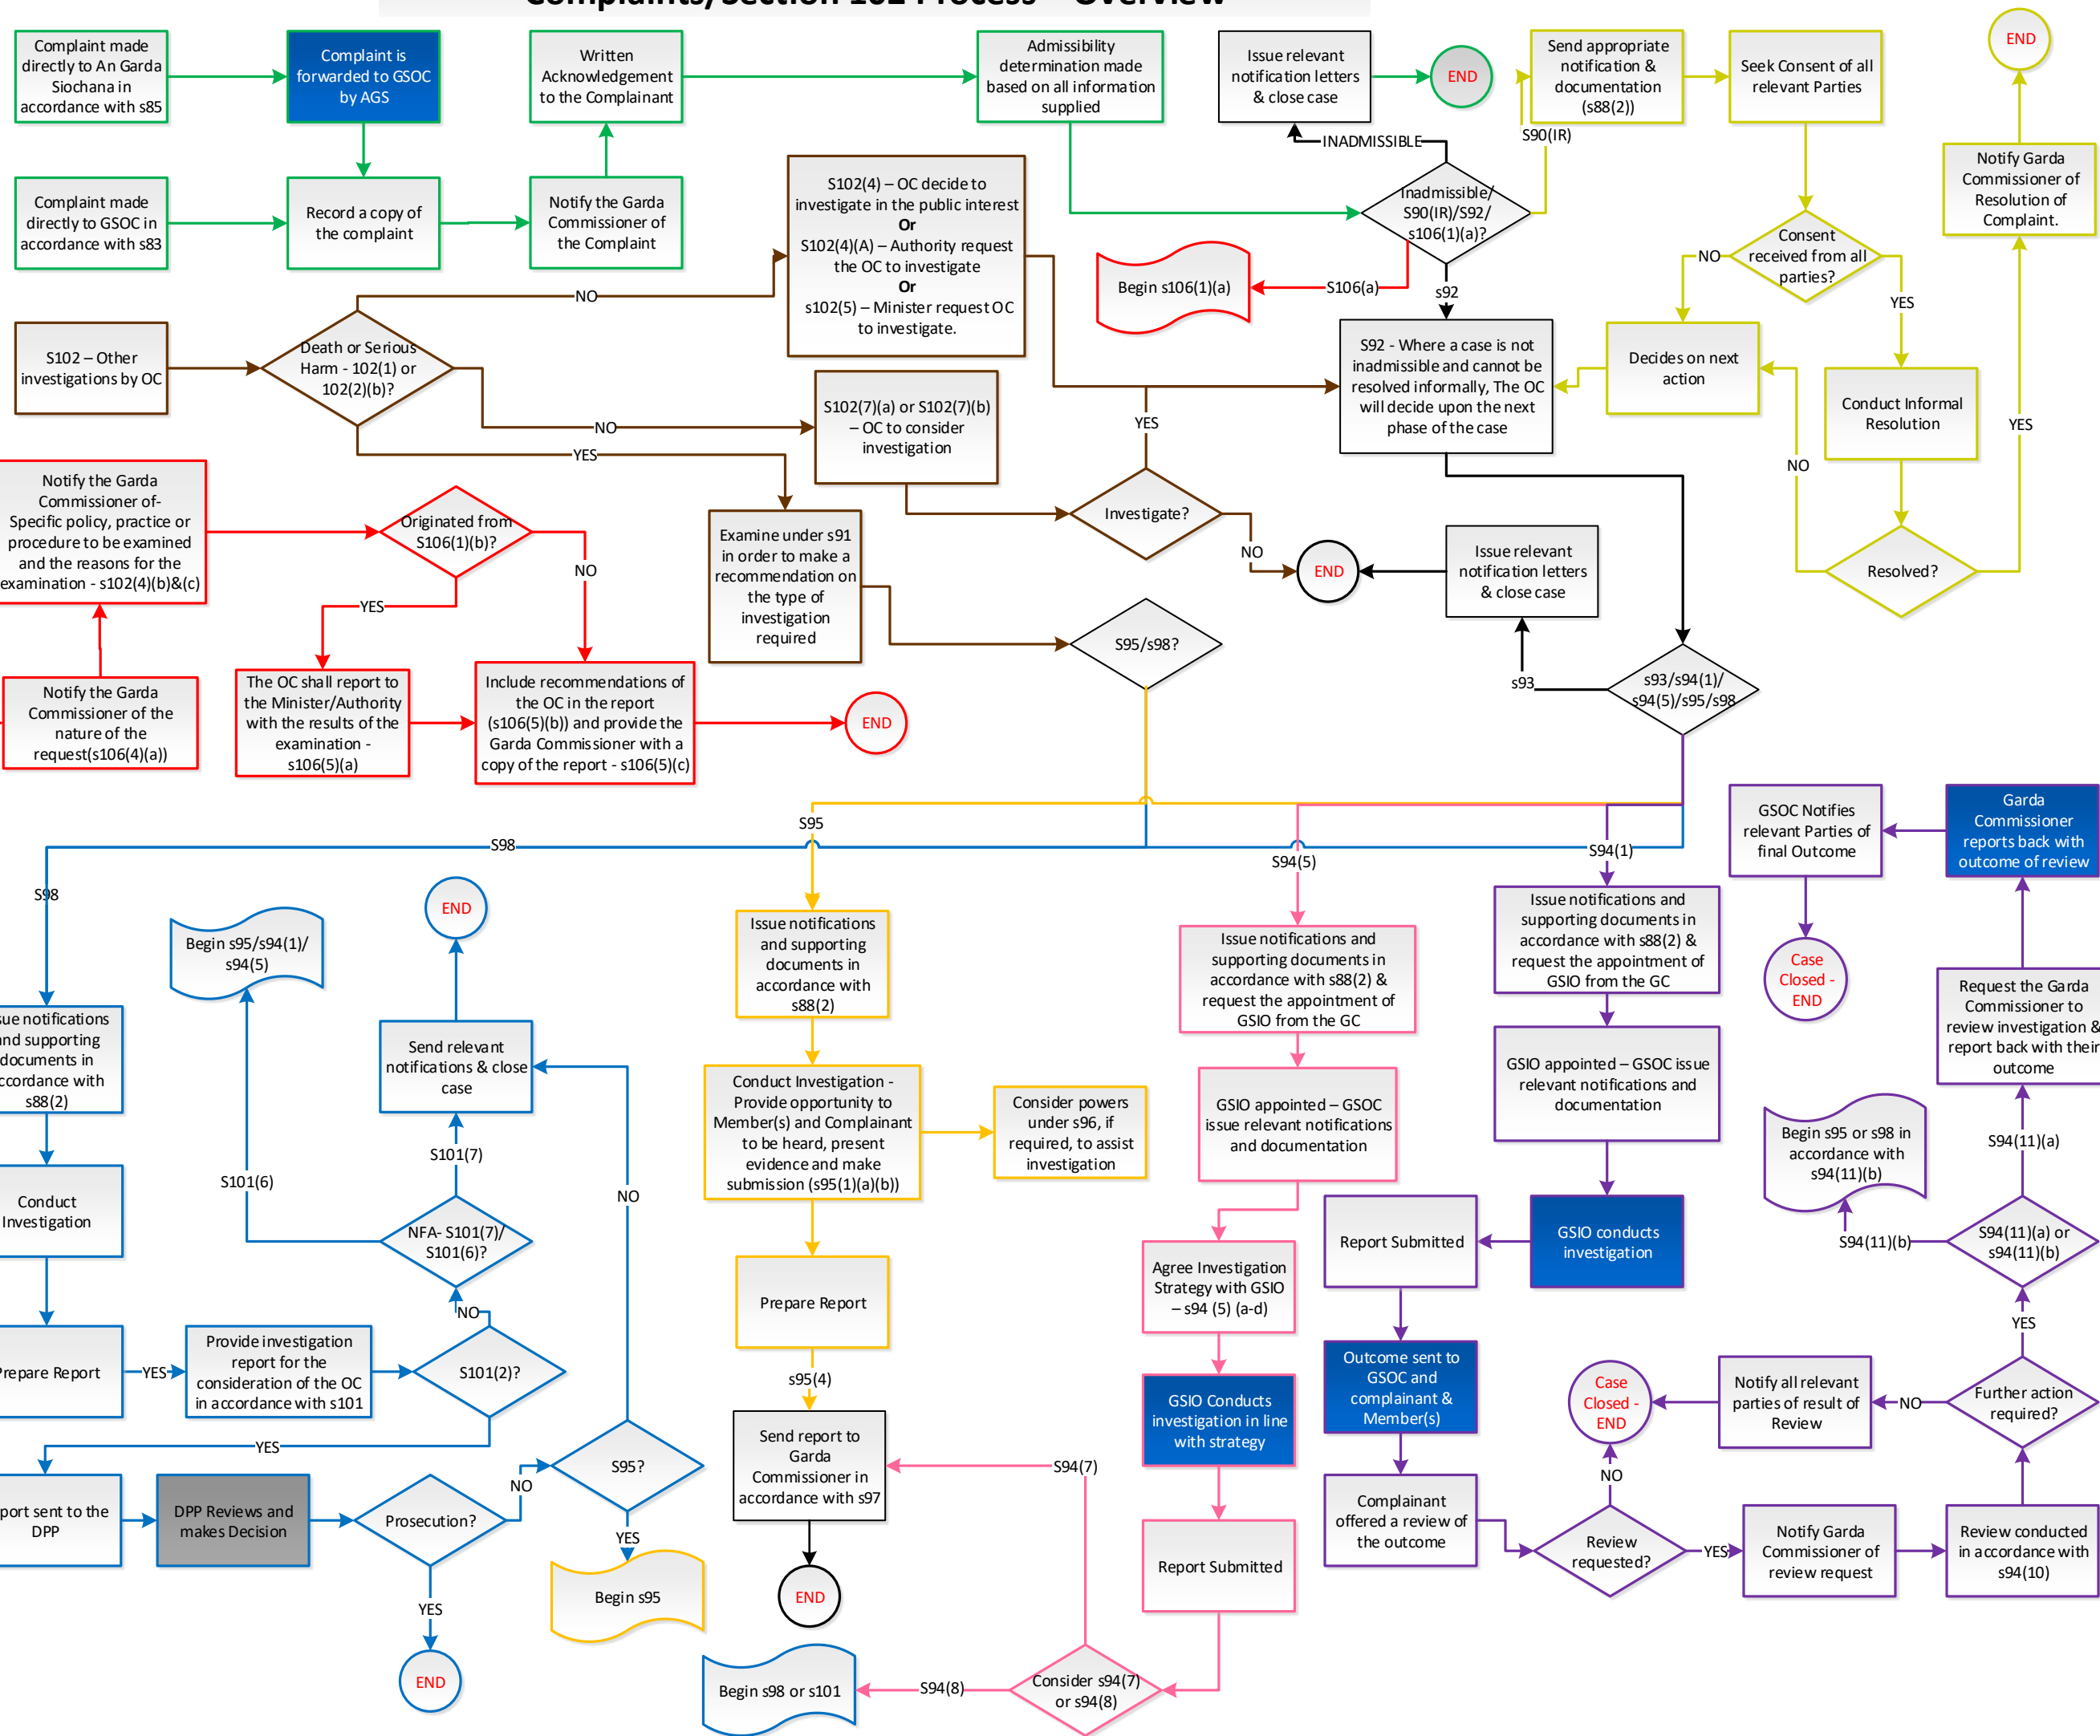 Complaints/Section 102 Process – Overview
Complaint made
directly to An Garda
Siochana in
accordance with s85
Complaint is
forwarded to GSOC
by AGS
Written
Acknowledgement
to the Complainant
Admissibility
determination made
based on all information
supplied
Issue relevant
notification letters
& close case
END
Send appropriate
notification &
documentation
(s88(2))
Seek Consent of all
relevant Parties
END
INADMISSIBLE
S90(IR)
Complaint made
directly to GSOC in
accordance with s83
Record a copy of
the complaint
Notify the Garda
Commissioner of
the Complaint
S102(4) – OC decide to
investigate in the public interest
Or
S102(4)(A) – Authority request
the OC to investigate
Or
s102(5) – Minister request OC
to investigate.
Inadmissible/
S90(IR)/S92/
s106(1)(a)?
Notify Garda
Commissioner of
Resolution of
Complaint.
Consent
received from all
parties?
NO
YES
Begin s106(1)(a)
S106(a)
s92
NO
S102 – Other
investigations by OC
Death or Serious
Harm - 102(1) or
102(2)(b)?
NO
YES
S102(7)(a) or S102(7)(b)
– OC to consider
investigation
YES
S92 - Where a case is not
inadmissible and cannot be
resolved informally, The OC
will decide upon the next
phase of the case
Decides on next
action
Conduct Informal
Resolution
YES
NO
Notify the Garda
Commissioner of-
Specific policy, practice or
procedure to be examined
and the reasons for the
examination - s102(4)(b)&(c)
Originated from
S106(1)(b)?
NO
YES
Examine under s91
in order to make a
recommendation on
the type of
investigation
required
Investigate?
NO
END
Issue relevant
notification letters
& close case
Resolved?
S95/s98?
s93
s93/s94(1)/
s94(5)/s95/s98
Notify the Garda
Commissioner of the
nature of the
request(s106(4)(a))
The OC shall report to
the Minister/Authority
with the results of the
examination -
s106(5)(a)
Include recommendations of
the OC in the report
(s106(5)(b)) and provide the
Garda Commissioner with a
copy of the report - s106(5)(c)
END
S98
S95
S94(5)
S94(1)
GSOC Notifies
relevant Parties of
final Outcome
Garda
Commissioner
reports back with
outcome of review
S98
Begin s95/s94(1)/
s94(5)
END
Issue notifications
and supporting
documents in
accordance with
s88(2)
Issue notifications and
supporting documents in
accordance with s88(2) &
request the appointment of
GSIO from the GC
Issue notifications and
supporting documents in
accordance with s88(2) &
request the appointment of
GSIO from the GC
Case
Closed -
END
Request the Garda
Commissioner to
review investigation &
report back with their
outcome
sue notifications
nd supporting
documents in
ccordance with
s88(2)
Send relevant
notifications & close
case
Conduct Investigation -
Provide opportunity to
Member(s) and Complainant
to be heard, present
evidence and make
submission (s95(1)(a)(b))
Consider powers
under s96, if
required, to assist
investigation
GSIO appointed – GSOC
issue relevant notifications
and documentation
GSIO appointed – GSOC issue
relevant notifications and
documentation
Begin s95 or s98 in
accordance with
s94(11)(b)
S94(11)(a)
S101(6)
S101(7)
NO
Conduct
Investigation
NFA- S101(7)/
S101(6)?
NO
Prepare Report
Agree Investigation
Strategy with GSIO
– s94 (5) (a-d)
Report Submitted
GSIO conducts
investigation
S94(11)(b)
S94(11)(a) or
s94(11)(b)
YES
Prepare Report
YES
Provide investigation
report for the
consideration of the OC
in accordance with s101
S101(2)?
s95(4)
GSIO Conducts
investigation in line
with strategy
Outcome sent to
GSOC and
complainant &
Member(s)
Case
Closed -
END
Notify all relevant
parties of result of
Review
NO
Further action
required?
YES
Send report to
Garda
Commissioner in
accordance with s97
S94(7)
S95?
NO
NO
port sent to the
DPP
DPP Reviews and
makes Decision
Prosecution?
YES
Complainant
offered a review of
the outcome
Review
requested?
YES
Notify Garda
Commissioner of
review request
Review conducted
in accordance with
s94(10)
Report Submitted
Begin s95
END
YES
END
Begin s98 or s101
S94(8)
Consider s94(7)
or s94(8)